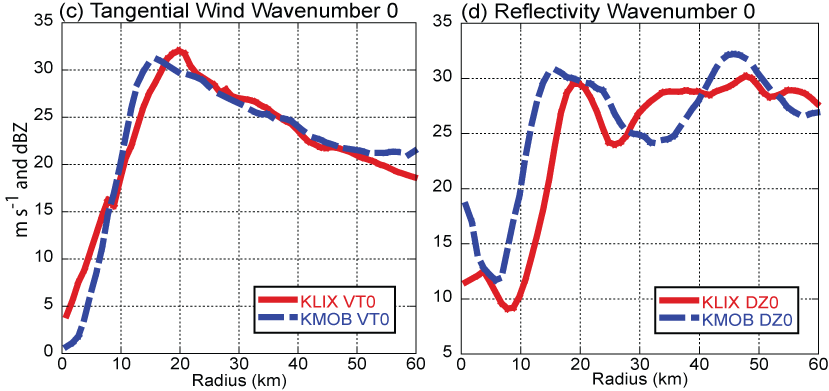 (c) Tangential Wind Wavenumber 0
35
30
25
20
15
10
5
0
m s-1 and dBZ
KLIX VT0
KMOB VT0
0 10 20 30 40 50 60
Radius (km)
(d) Reflectivity Wavenumber 0
35
30
25
20
15
10
5
KLIX DZ0
KMOB DZ0
0 10 20 30 40 50 60
Radius (km)